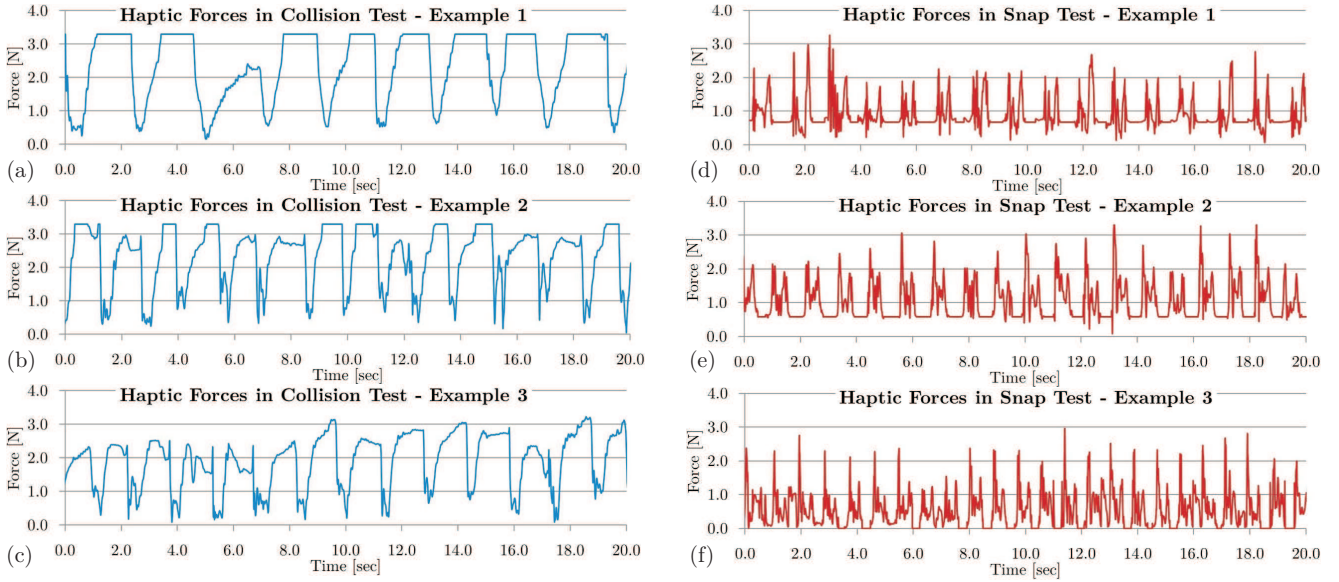 Haptic Forces in Collision Test - Example 1
Force [N]
4.0
3.0
2.0
1.0
0.0
0.0 2.0 4.0 6.0 8.0 10.0 12.0 14.0 16.0 18.0 20.0
Time [sec]
(a)
Haptic Forces in Collision Test - Example 2
Force [N]
4.0
3.0
2.0
1.0
0.0
0.0 2.0 4.0 6.0 8.0 10.0 12.0 14.0 16.0 18.0 20.0
Time [sec]
(b)
Haptic Forces in Collision Test - Example 3
Force [N]
4.0
3.0
2.0
1.0
0.0
0.0 2.0 4.0 6.0 8.0 10.0 12.0 14.0 16.0 18.0 20.0
Time [sec]
(c)
Haptic Forces in Snap Test - Example 1
Force [N]
4.0
3.0
2.0
1.0
0.0
0.0 2.0 4.0 6.0 8.0 10.0 12.0 14.0 16.0 18.0 20.0
Time [sec]
(d)
Haptic Forces in Snap Test - Example 2
Force [N]
4.0
3.0
2.0
1.0
0.0
0.0 2.0 4.0 6.0 8.0 10.0 12.0 14.0 16.0 18.0 20.0
Time [sec]
(e)
Haptic Forces in Snap Test - Example 3
Force [N]
4.0
3.0
2.0
1.0
0.0
0.0 2.0 4.0 6.0 8.0 10.0 12.0 14.0 16.0 18.0 20.0
Time [sec]
(f)